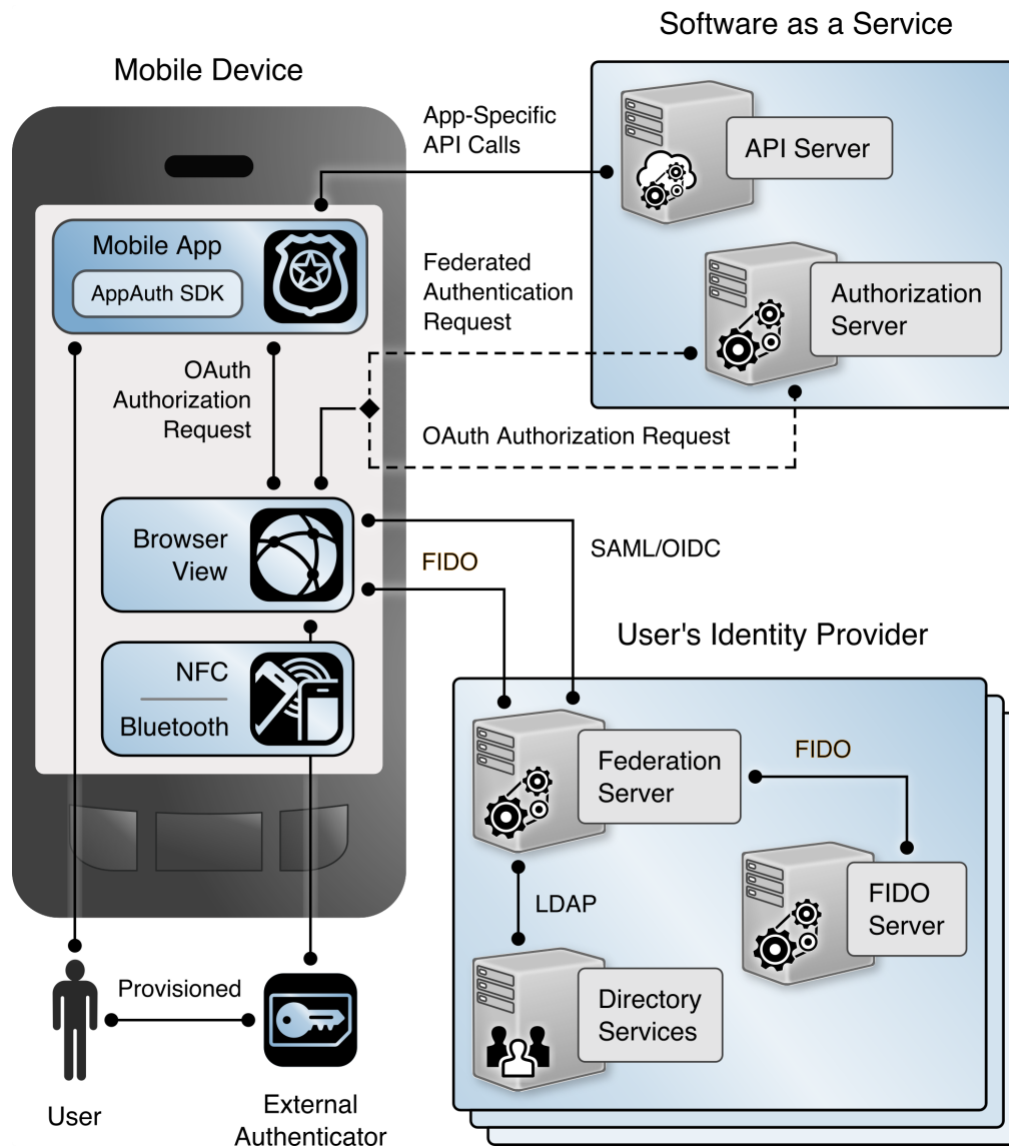 Software as a Service
Mobile Device
App-Specific
API Calls
API Server
Mobile App
AppAuth SDK
Federated
Authentication
Request
Authorization
Server
OAuth
Authorization
Request
OAuth Authorization Request
Browser
View
FIDO
SAML/OIDC
User's Identity Provider
NFC
Bluetooth
Federation
Server
FIDO
LDAP
FIDO
Server
Directory
Services
Provisioned
User
External
Authenticator